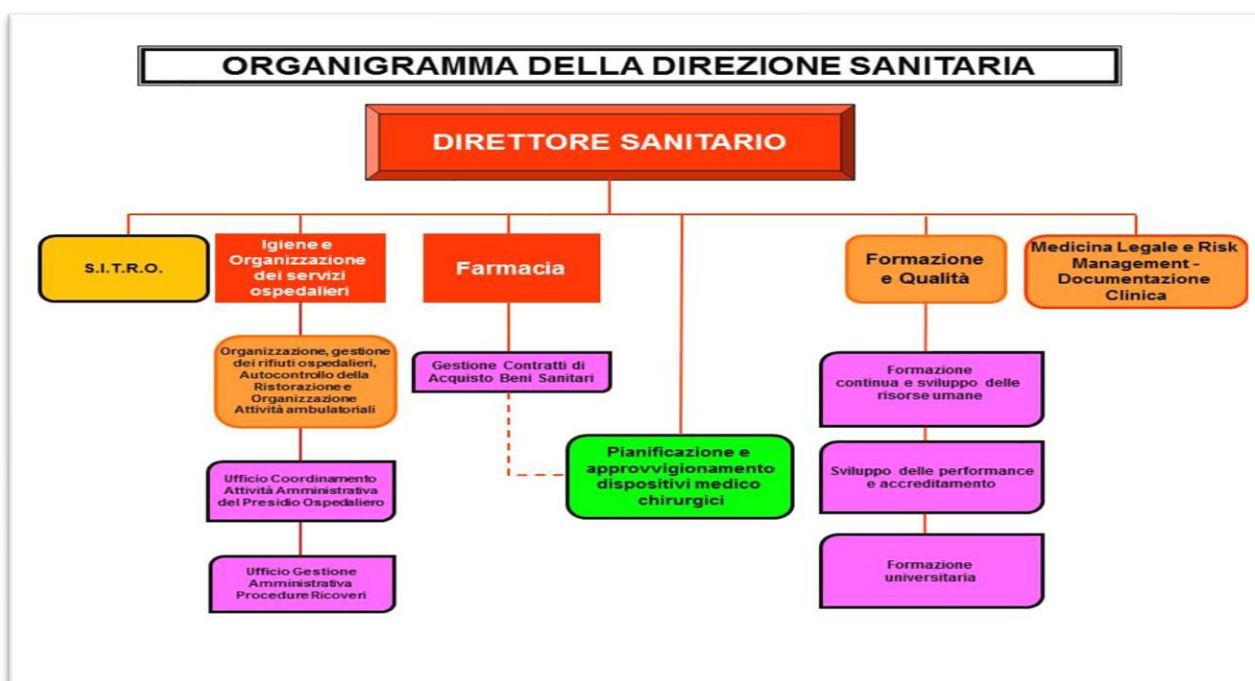 ORGANIGRAMMA DELLA DIREZIONE SANITARIA
DIRETTORE SANITARIO
S.I.T.R.O.
Igiene e
Organizzazione
dei servizi
ospedalieri
Farmacia
Formazione
e Qualità
Medicina Legale e Risk
Management -
Documentazione
Clinica
Organizzazione, gestione
dei rifiuti ospedalieri,
Autocontrollo della
Ristorazione e
Organizzazione
Attività ambulatoriali
Gestione Contratti di
Acquisto Beni Sanitari
Formazione
continua e sviluppo delle
risorse umane
Pianificazione e
approvvigionamento
dispositivi medico
chirurgici
Ufficio Coordinamento
Attività Amministrativa
del Presidio Ospedaliero
Sviluppo delle performance
e accreditamento
Ufficio Gestione
Amministrativa
Procedure Ricoveri
Formazione
universitaria